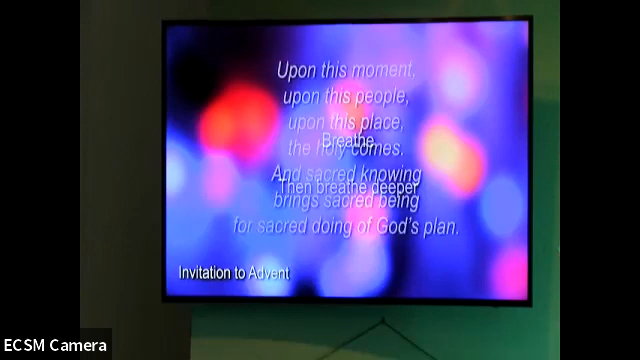 Upon this moment,
upon this people,
upon this place,
Breathe
the holy comes.
And sacred knowing
Then breathe deeper
brings sacred being
for sacred doing of God's plan.
Invitation to Advent
ECSM Camera